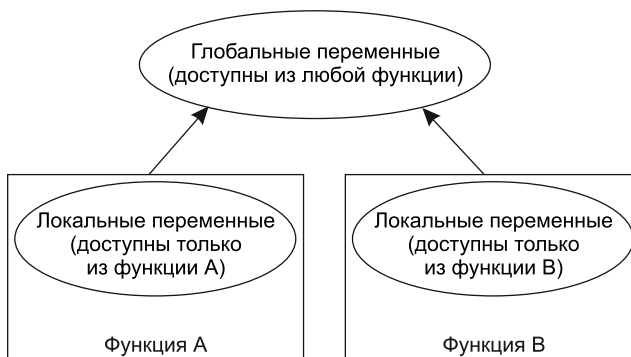 Глобальные переменные
(доступны из любой функции)
Локальные переменные
(доступны только
из функции A)
Функция A
Локальные переменные
(доступны только
из функции B)
Функция B